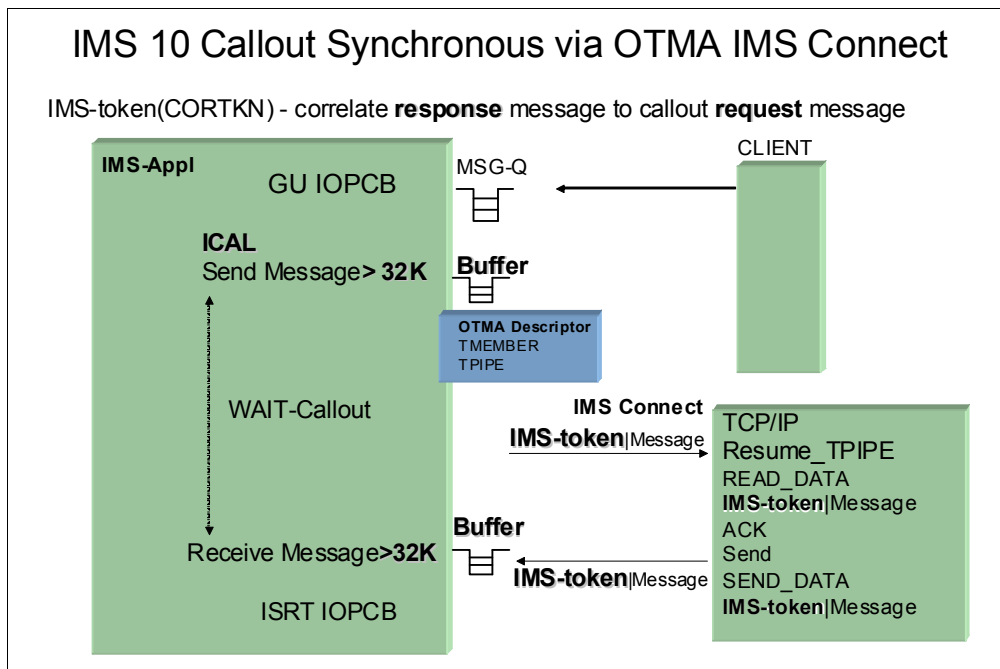 IMS 10 Callout Synchronous via OTMA IMS Connect
IMS-token(CORTKN) - correlate response message to callout request message
IMS-Appl
GU IOPCB
MSG-Q
CLIENT
ICAL
Send Message> 32K
Buffer
OTMA Descriptor
TMEMBER
TPIPE
WAIT-Callout
IMS Connect
IMS-token|Message
TCP/IP
Resume_TPIPE
READ_DATA
IMS-token|Message
ACK
Send
SEND_DATA
IMS-token|Message
Buffer
Receive Message>32K
IMS-token|Message
ISRT IOPCB